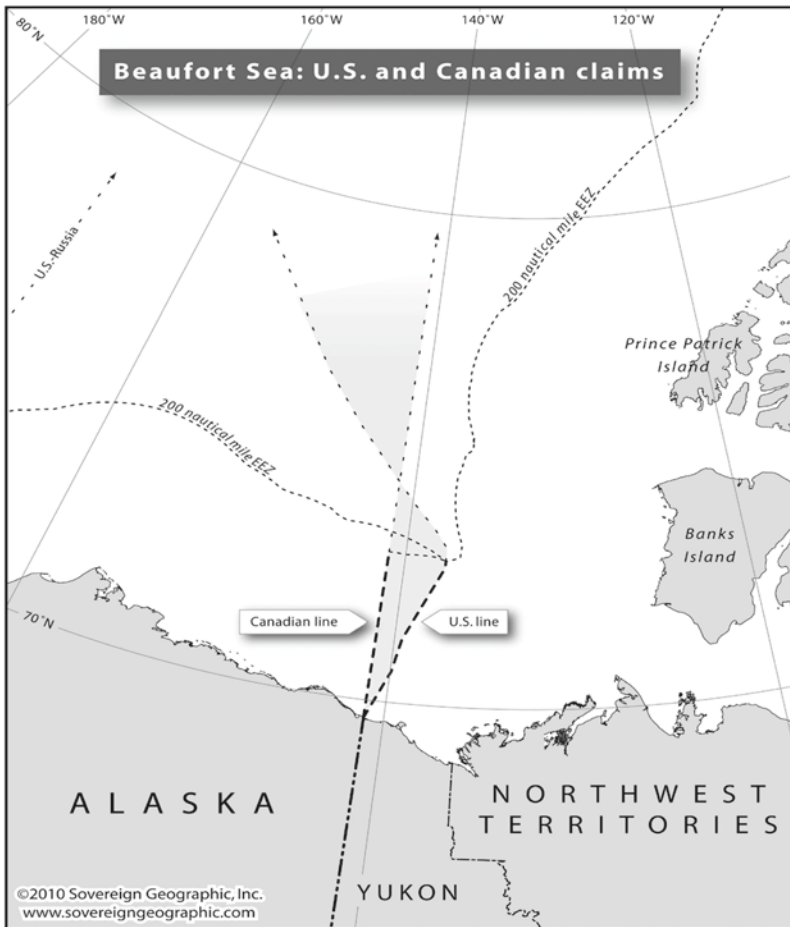 180°W
160°W
140°W
120°W
80°N
Beaufort Sea: U.S. and Canadian claims
U.S.-Russia
200 nautical mile EEZ
200 nautical mile EEZ
Prince Patrick
Island
Banks
Island
Canadian line
U.S. line
70°N
ALASKA
NORTHWEST
TERRITORIES
YUKON
©2010 Sovereign Geographic, Inc.
www.sovereigngeographic.com